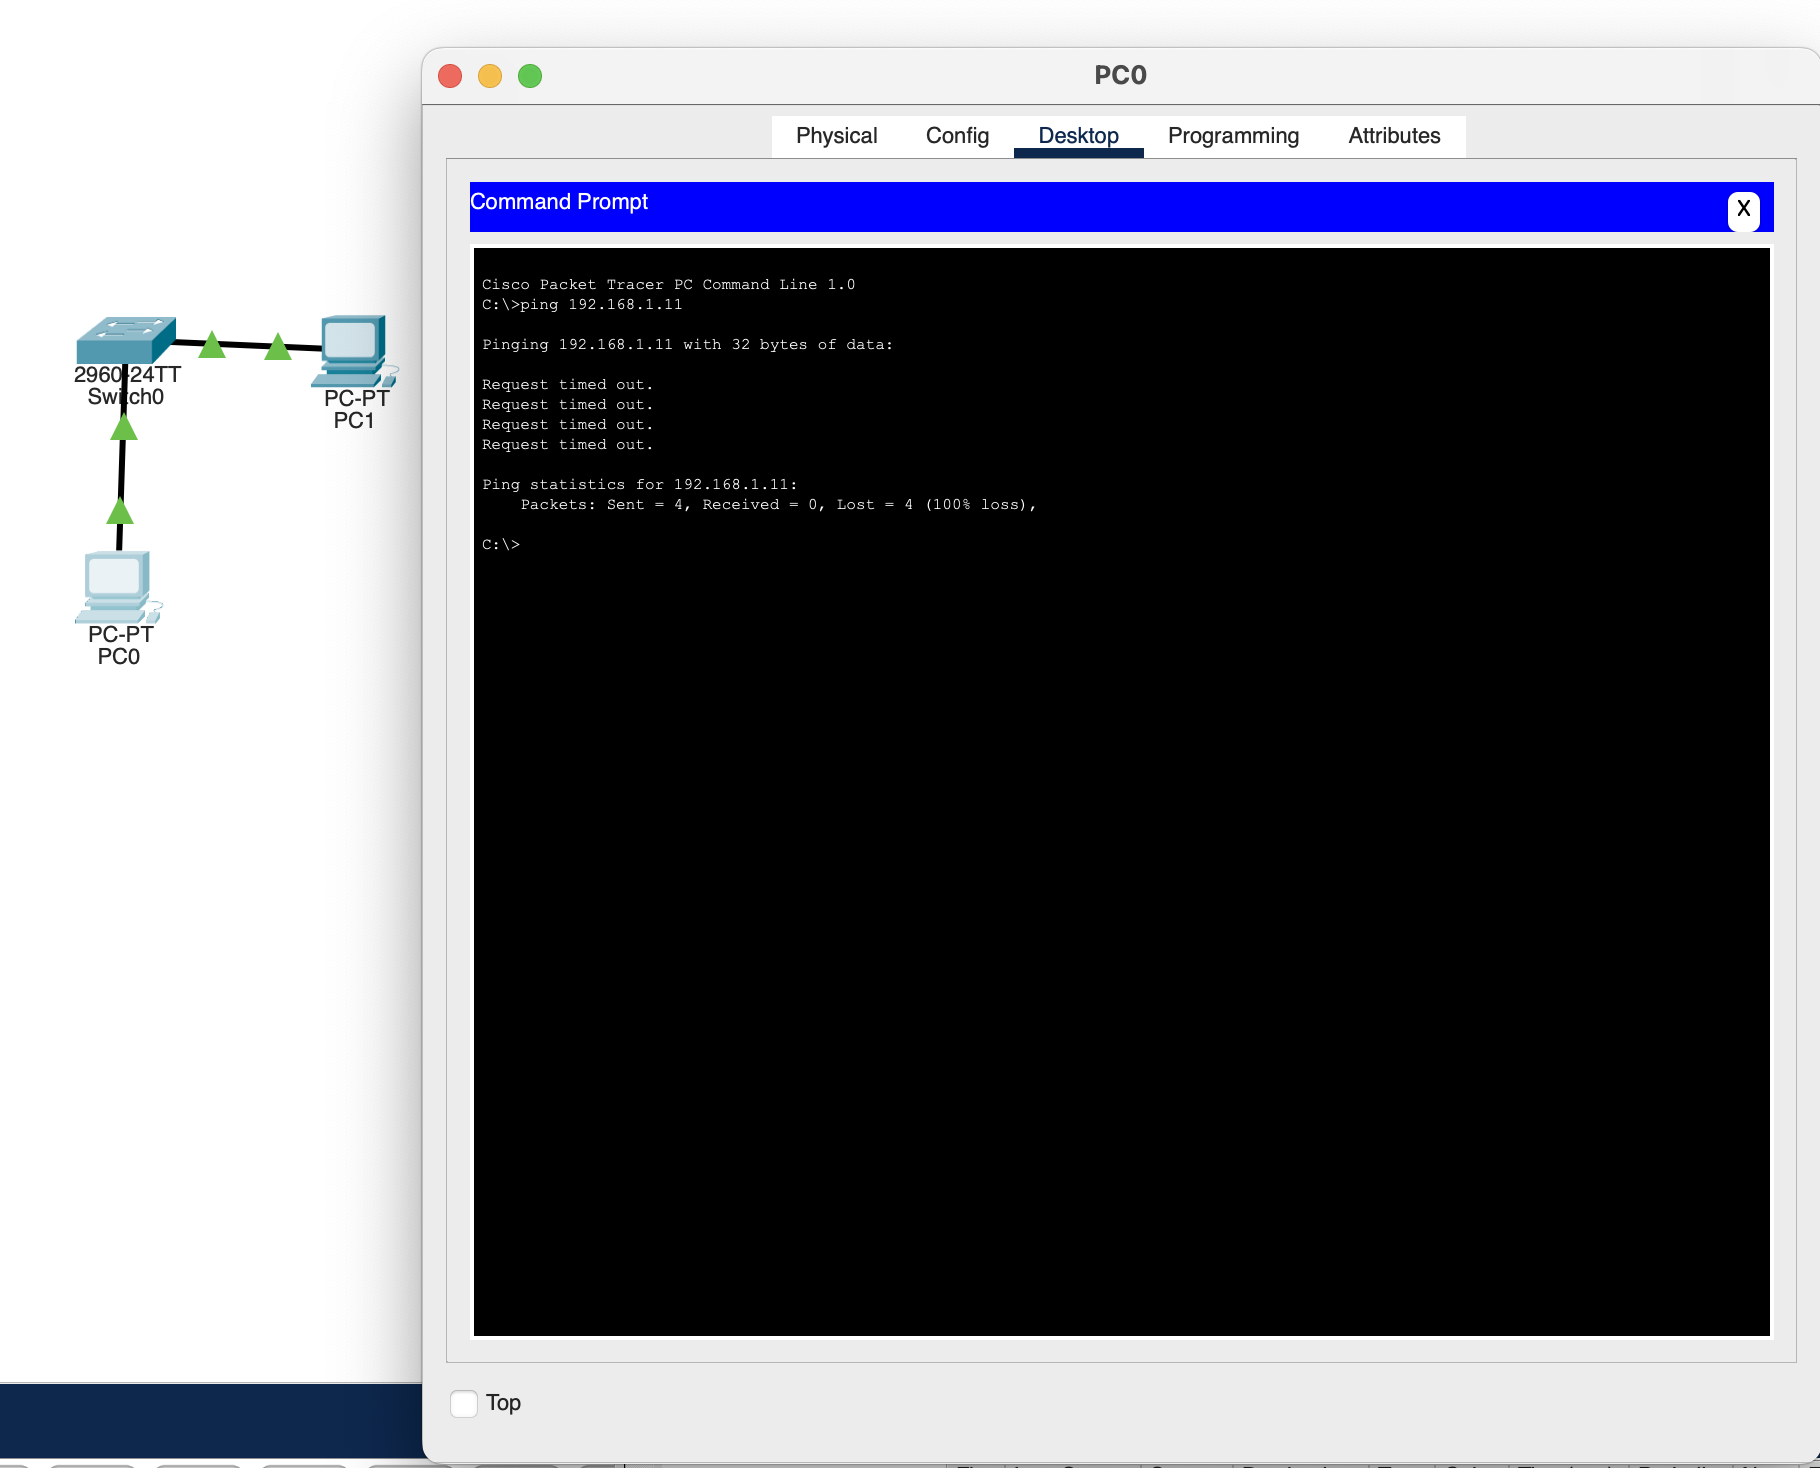 PC0
Physical Config Desktop Programming Attributes
Command Prompt
X
Cisco Packet Tracer PC Command Line 1.0
C:\>ping 192.168.1.11
Pinging 192.168.1.11 with 32 bytes of data:
Request timed out.
Request timed out.
Request timed out.
Request timed out.
Ping statistics for 192.168.1.11:
Packets: Sent = 4, Received = 0, Lost = 4 (100% loss),
C:\>
Top
2960-24TT
Switch0
PC-PT
PC1
PC-PT
PC0